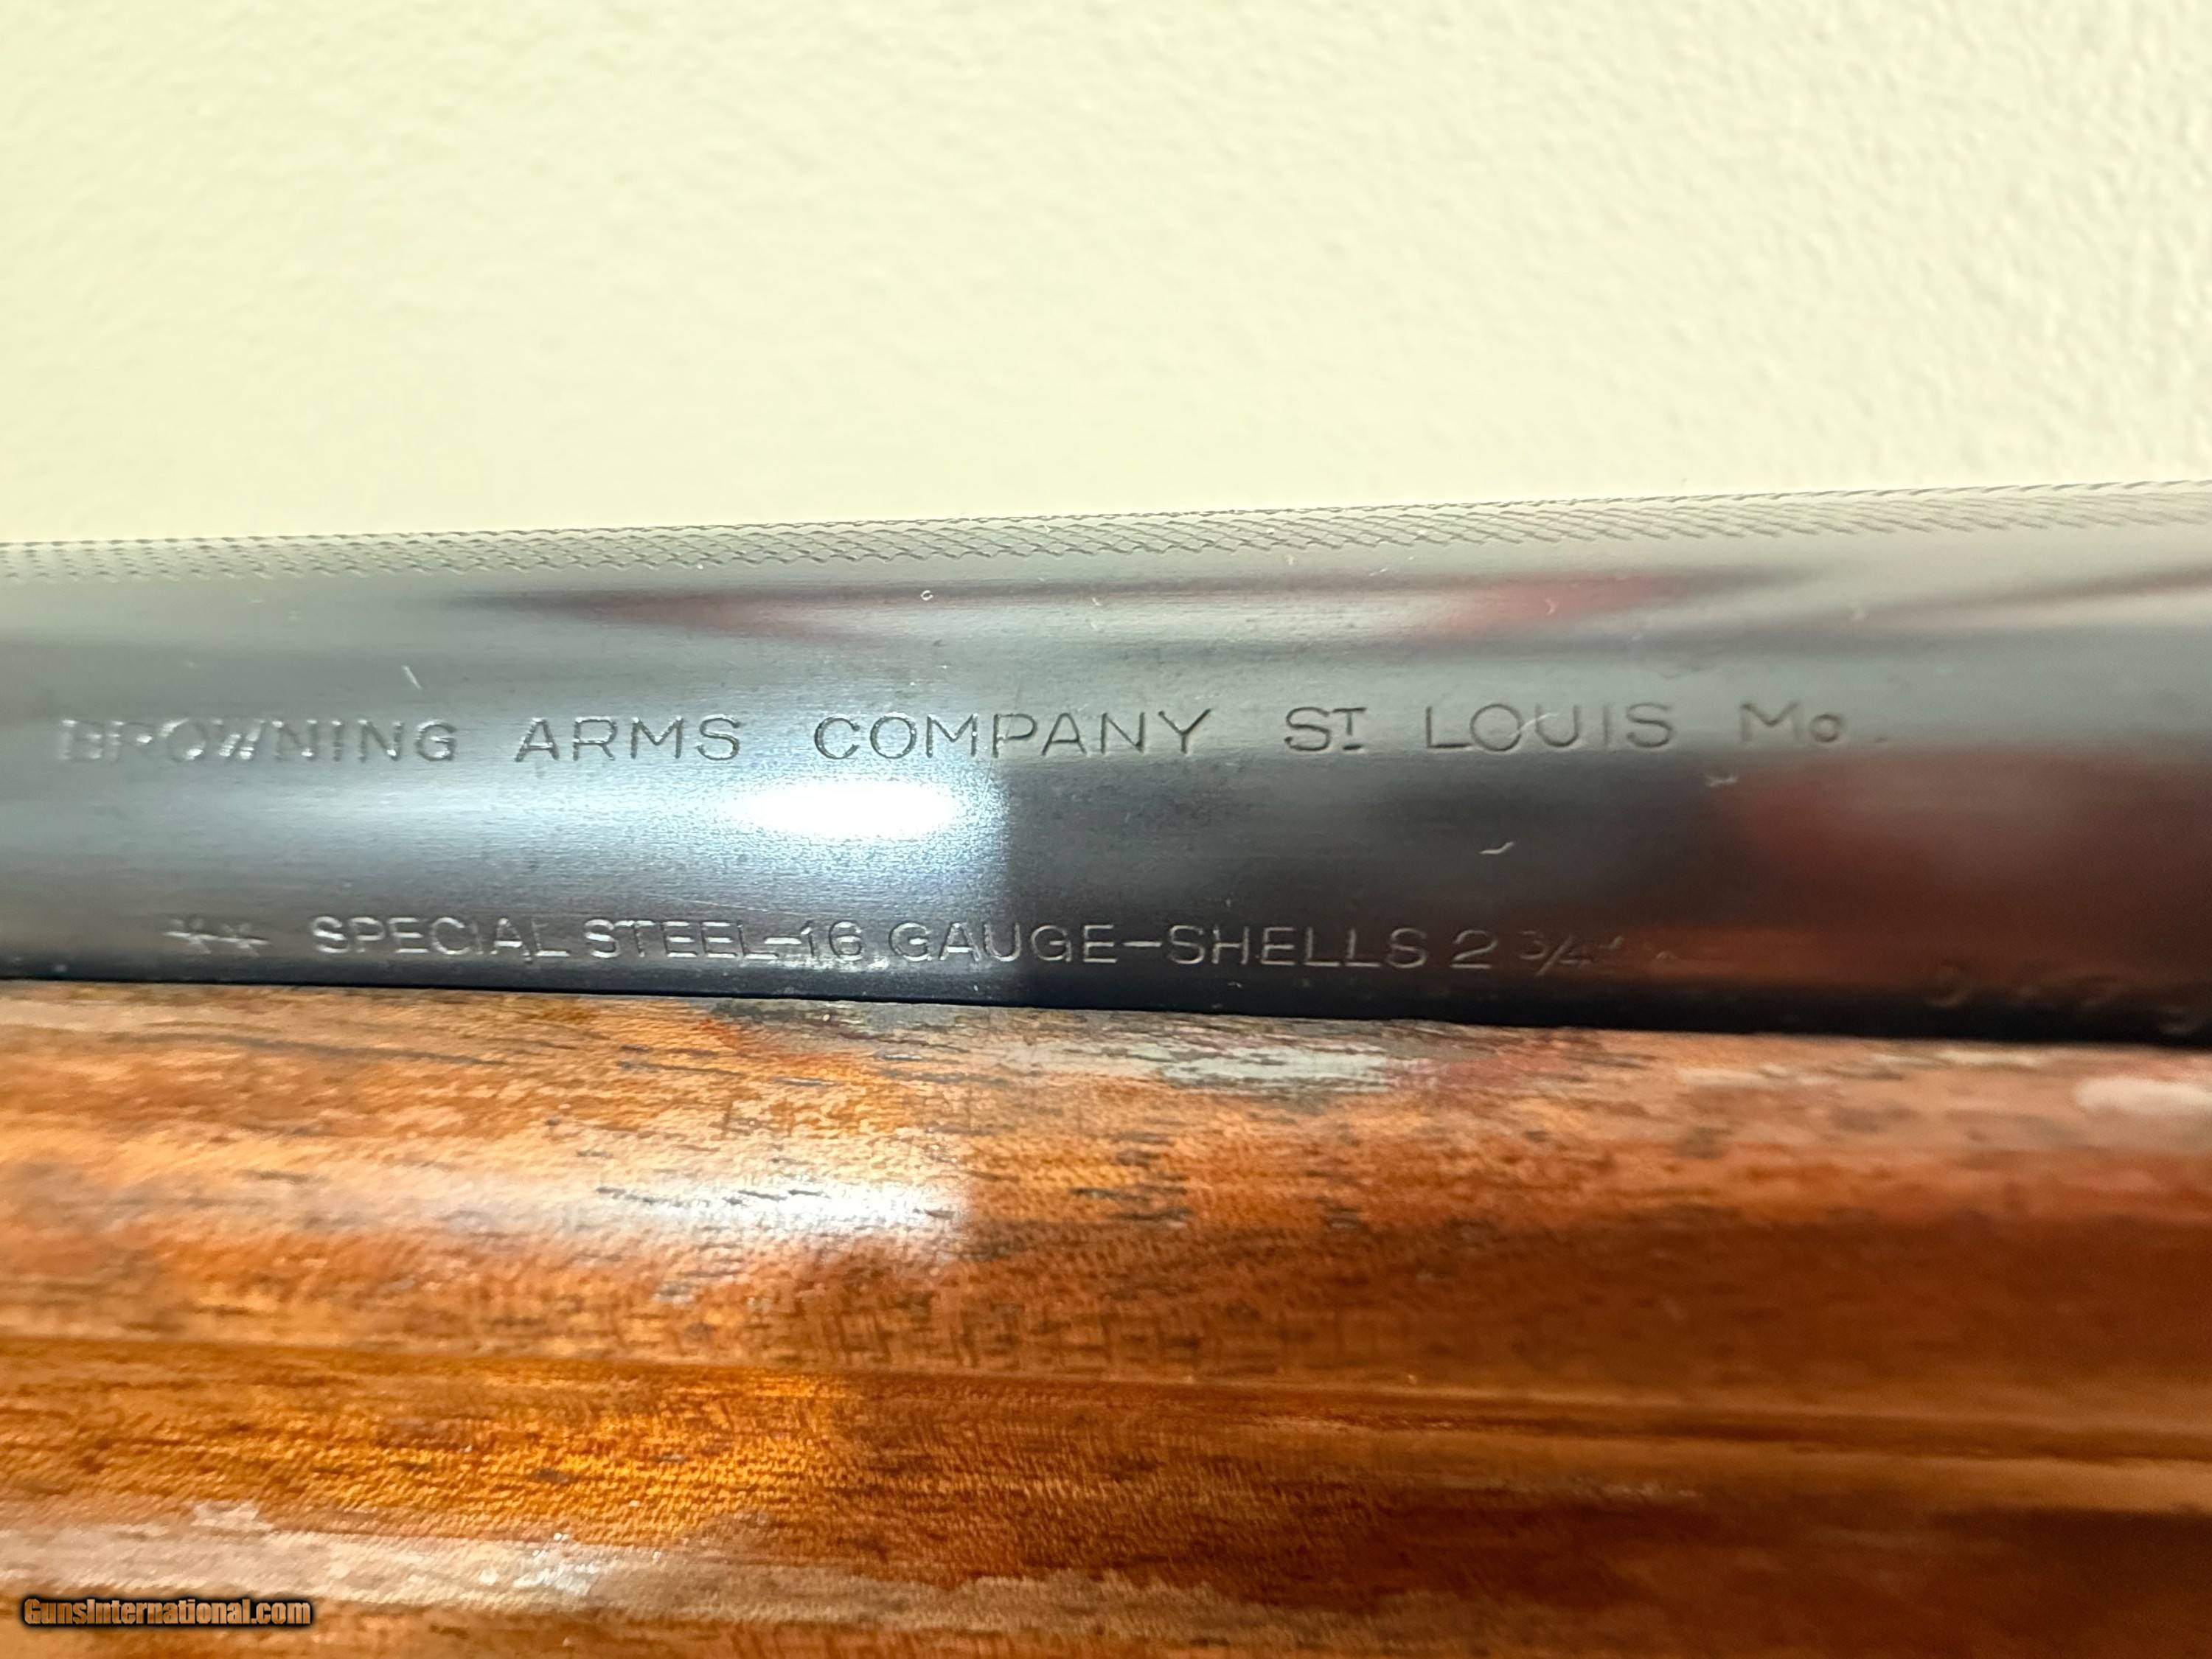 BROWNING ARMS COMPANY ST LOUIS Mo.
** SPECIAL STEEL-16 GAUGE-SHELLS 2 3/4"
GunsInternational.com